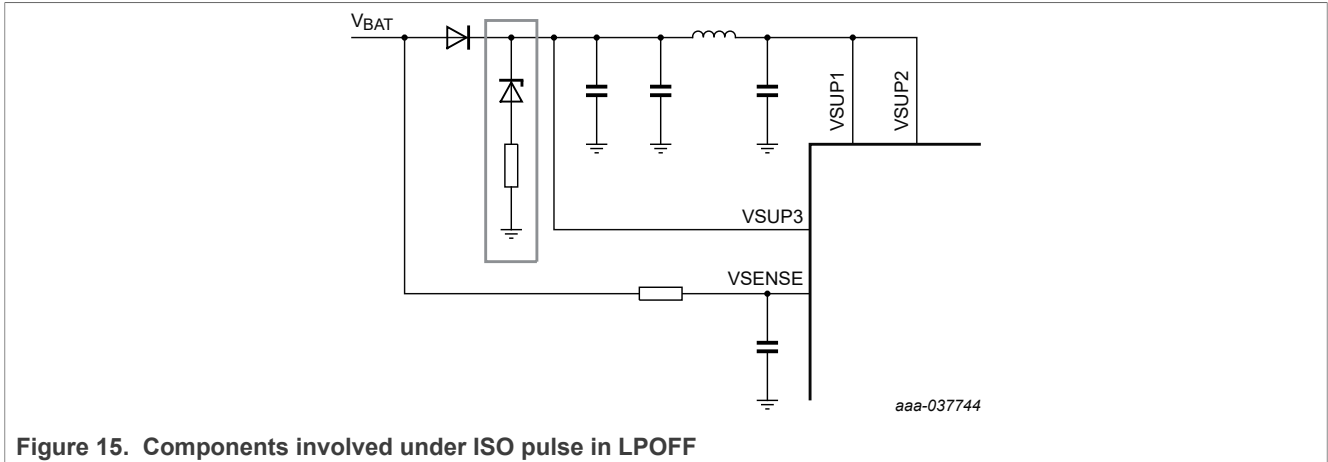 VBAT
VSUP1
VSUP2
VSUP3
VSENSE
aaa-037744
Figure 15. Components involved under ISO pulse in LPOFF